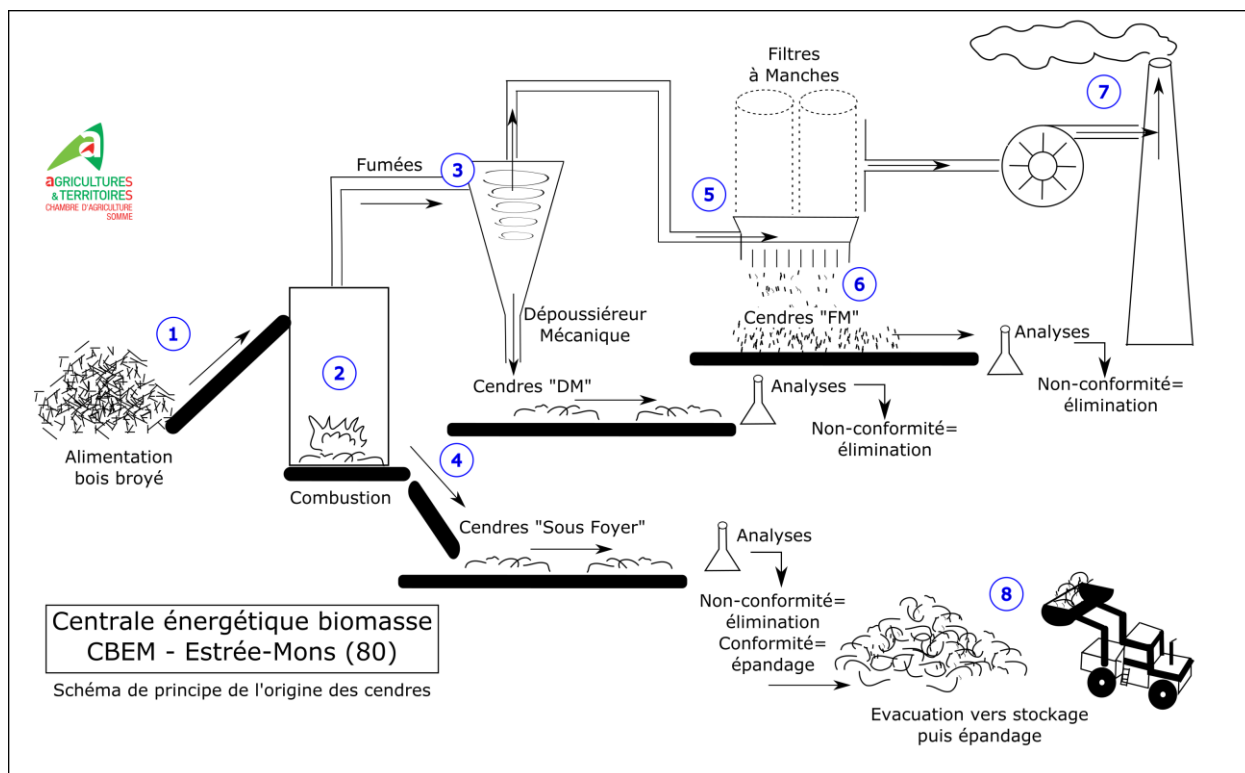 Filtres
à Manches
7
aGRICULTURES
& TERRITOIRES
CHAMBRE D'AGRICULTURE
SOMME
Fumées
3
5
6
1
Dépoussiéreur
Mécanique
Cendres "FM"
Analyses
2
Cendres "DM"
Analyses
Non-conformité=
élimination
Non-conformité=
élimination
Alimentation
bois broyé
4
Combustion
Cendres "Sous Foyer"
Analyses
Non-conformité=
élimination
Conformité=
épandage
8
Centrale énergétique biomasse
CBEM - Estrée-Mons (80)
Schéma de principe de l'origine des cendres
Evacuation vers stockage
puis épandage